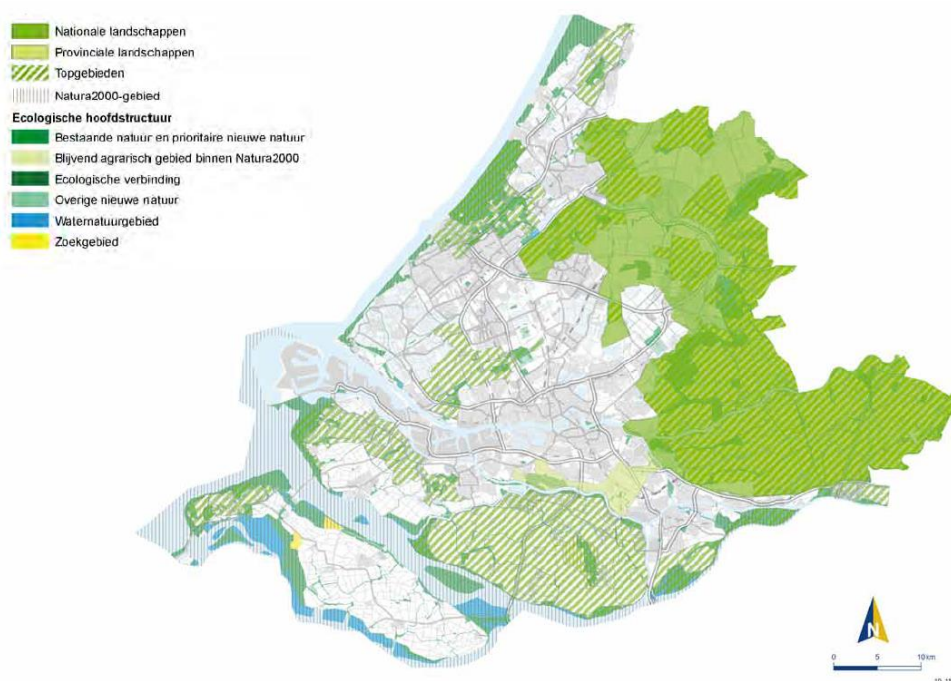 Nationale landschappen
Provinciale landschappen
Topgebieden
Natura2000-gebied
Ecologische hoofdstructuur
Bestaande natuur en prioritaire nieuwe natuur
Blijvend agrarisch gebied binnen Natura2000
Ecologische verbinding
Overige nieuwe natuur
Waternatuurgebied
Zoekgebied
N
0 5 10km